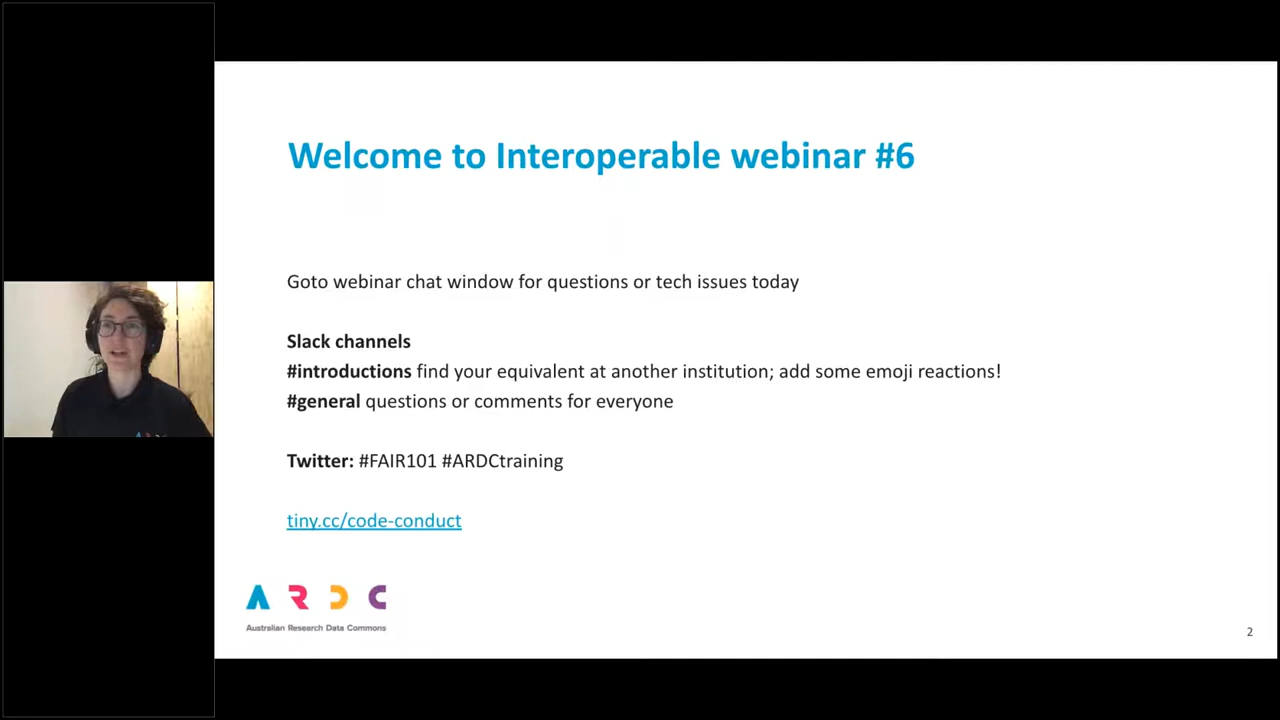 Welcome to Interoperable webinar #6
Goto webinar chat window for questions or tech issues today
Slack channels
#introductions find your equivalent at another institution; add some emoji reactions!
#general questions or comments for everyone
Twitter: #FAIR101 #ARDCtraining
tiny.cc/code-conduct
ARDC
Australian Research Data Commons
2